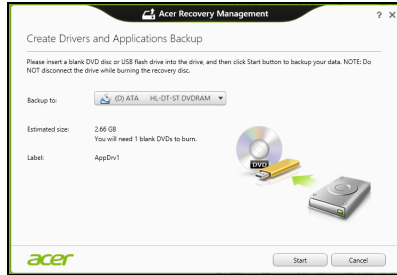 Acer Recovery Management
? X
Create Drivers and Applications Backup
Please insert a blank DVD disc or USB flash drive into the drive, and then click Start button to backup your data. NOTE: Do
NOT disconnect the drive while burning the recovery disc.
Backup to: (D) ATA HL-DT-ST DVDRAM
Estimated size: 2.66 GB
You will need 1 blank DVDs to burn.
Label: AppDrv1
DVD
acer Start Cancel